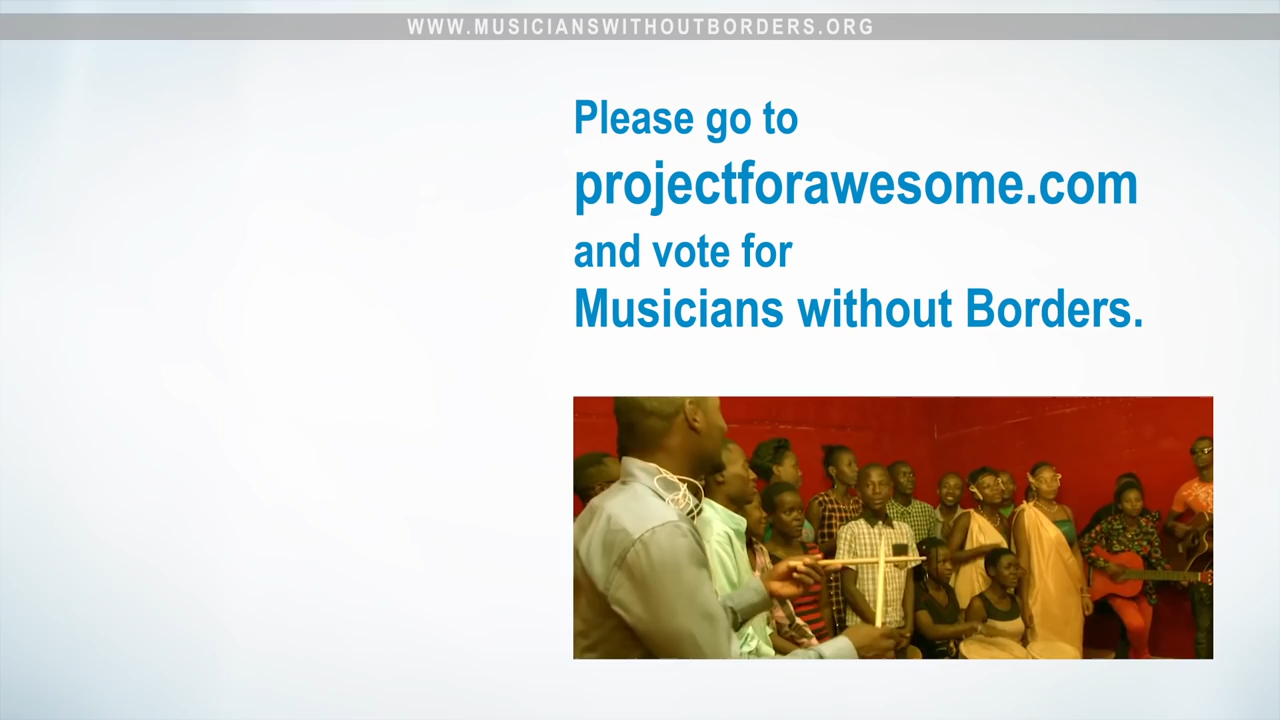 WWW.MUSICIANSWITHOUTBORDERS.ORG
Please go to
projectforawesome.com
and vote for
Musicians without Borders.